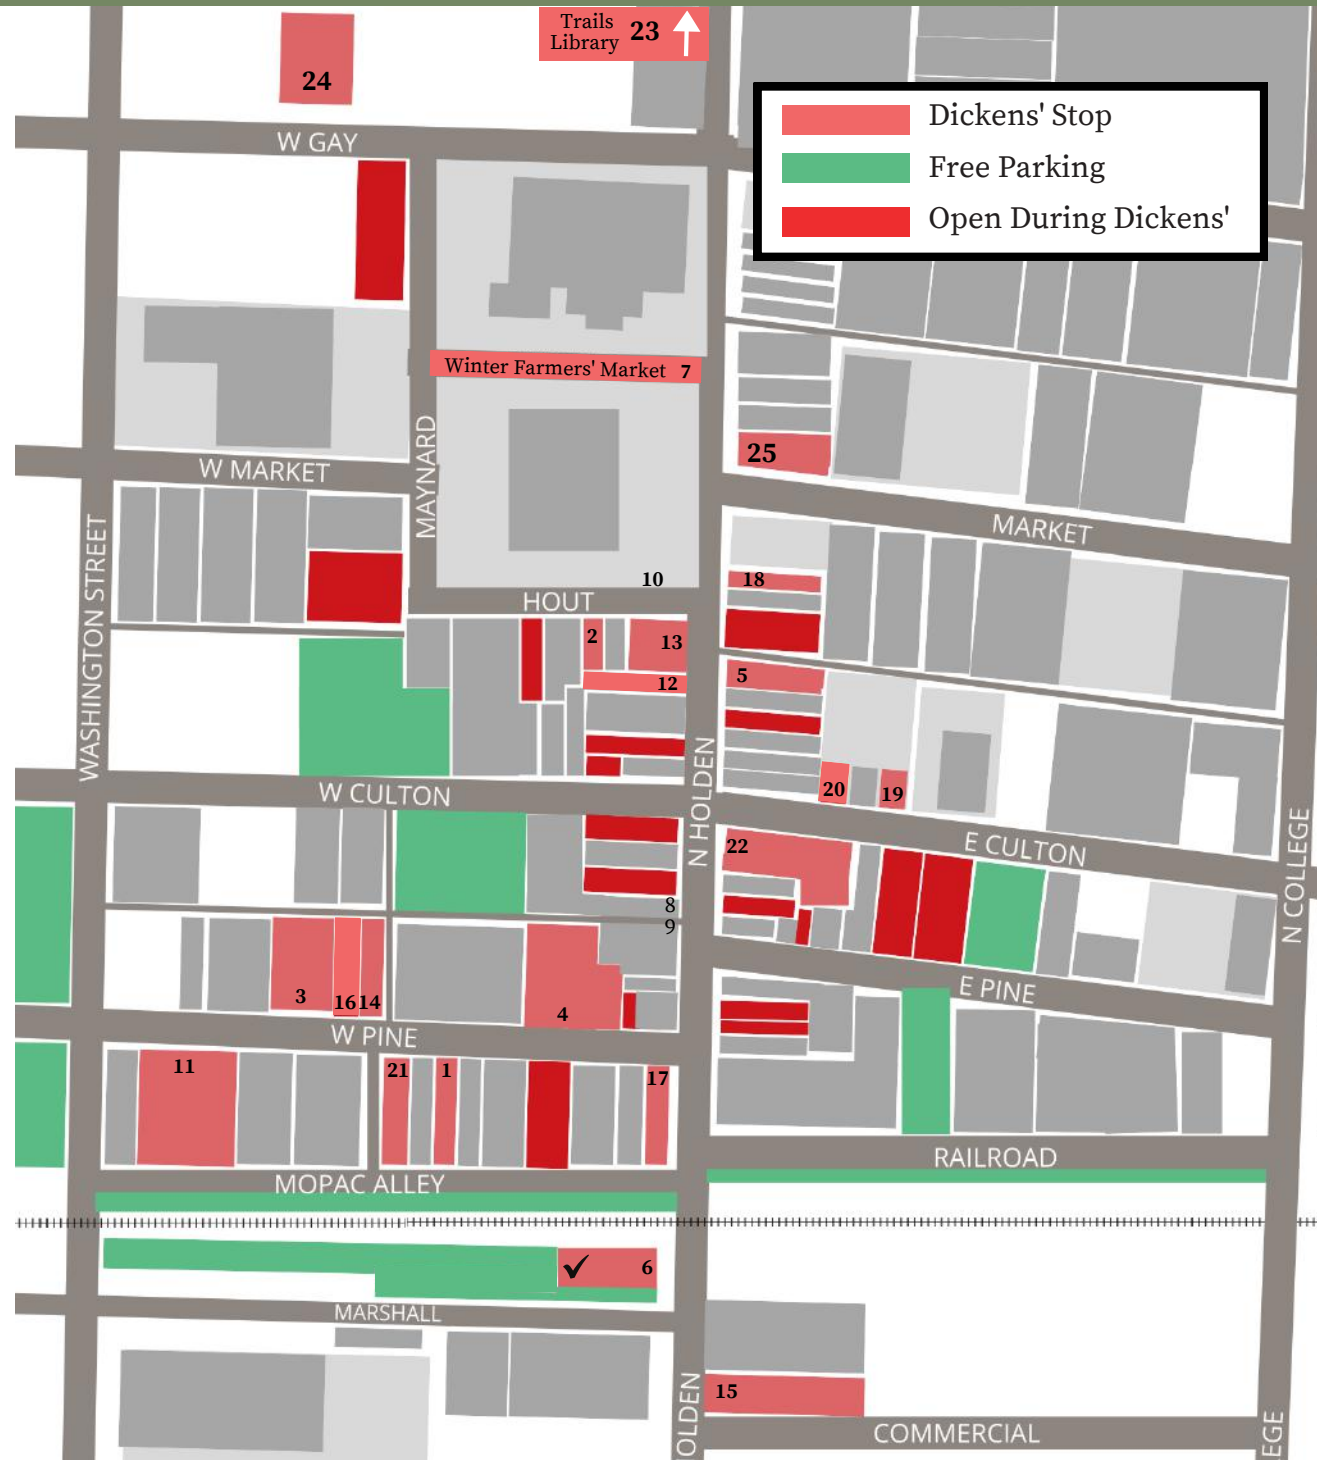 Trails
Library 23
24
W GAY
Dickens' Stop
Free Parking
Open During Dickens'
Winter Farmers' Market 7
25
W MARKET
MAYNARD
MARKET
WASHINGTON STREET
10
18
HOUT
2
13
12
5
20
19
W CULTON
N HOLDEN
22
E CULTON
N COLLEGE
8
9
3
16
14
4
E PINE
W PINE
11
21
1
17
RAILROAD
MOPAC ALLEY
6
MARSHALL
15
OLDEN
COMMERCIAL
EGE